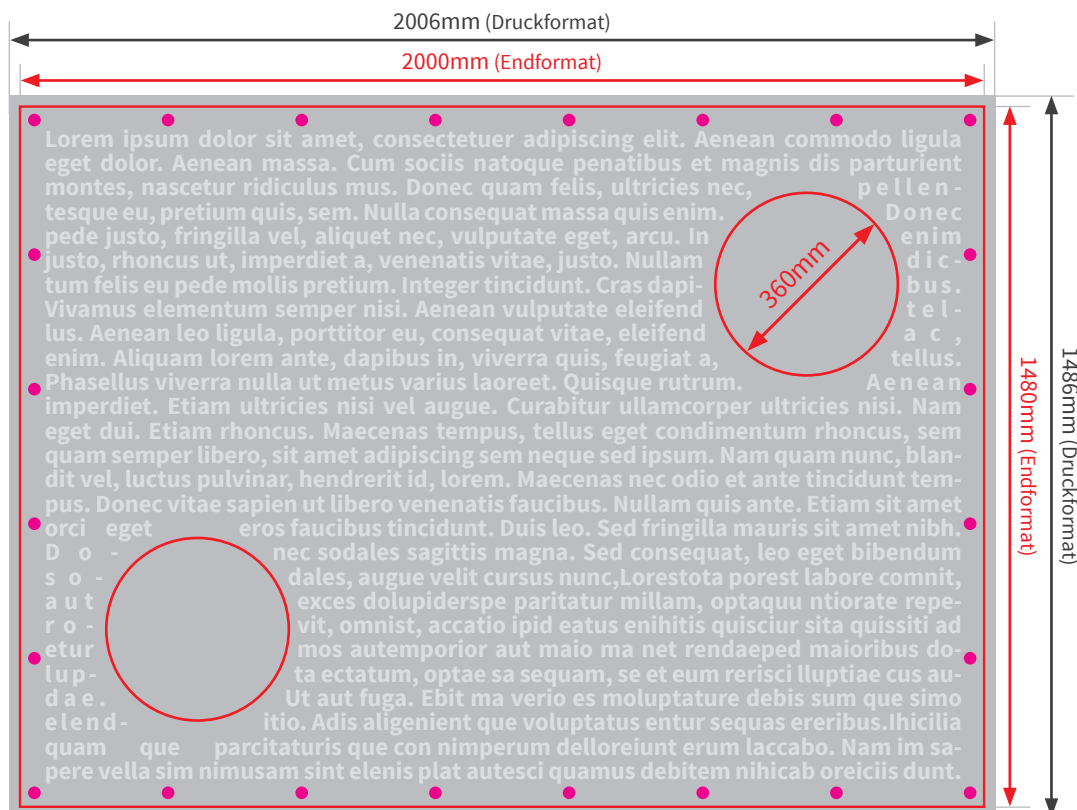 2006mm (Druckformat)
2000mm (Endformat)
Lorem ipsum dolor sit amet, consectetuer adipiscing elit. Aenean commodo ligula
eget dolor. Aenean massa. Cum sociis natoque penatibus et magnis dis parturient
montes, nascetur ridiculus mus. Donec quam felis, ultricies nec, pellen-
tesque eu, pretium quis, sem. Nulla consequat massa quis enim. Donec
pede justo, fringilla vel, aliquet nec, vulputate eget, arcu. In enim
justo, rhoncus ut, imperdiet a, venenatis vitae, justo. Nullam dic-
tum felis eu pede mollis pretium. Integer tincidunt. Cras dapi- bus.
Vivamus elementum semper nisi. Aenean vulputate eleifend tel-
lus. Aenean leo ligula, porttitor eu, consequat vitae, eleifend ac,
enim. Aliquam lorem ante, dapibus in, viverra quis, feugiat a, tellus.
Phasellus viverra nulla ut metus varius laoreet. Quisque rutrum. Aenean
imperdiet. Etiam ultricies nisi vel augue. Curabitur ullamcorper ultricies nisi. Nam
eget dui. Etiam rhoncus. Maecenas tempus, tellus eget condimentum rhoncus, sem
quam semper libero, sit amet adipiscing sem neque sed ipsum. Nam quam nunc, blan-
dit vel, luctus pulvinar, hendrerit id, lorem. Maecenas nec odio et ante tincidunt tem-
pus. Donec vitae sapien ut libero venenatis faucibus. Nullam quis ante. Etiam sit amet
orci eget eros faucibus tincidunt. Duis leo. Sed fringilla mauris sit amet nibh.
Do- nec sodales sagittis magna. Sed consequat, leo eget bibendum
so- dales, augue velit cursus nunc,Lorestota porest labore comnit,
aut exces dolupiderspe paritatur millam, optaqu ntiorate repe-
ro- vit, omnist, accatio ipid eatus enihitis quisciur sita quissiti ad
etur mos autemporior aut maio ma net remnaeped maioribus do-
lup- ta ectatum, optae sa sequam, se et eum rerisci lluptiae cus au-
dae. Ut aut fuga. Ebit ma verio es moluptature debis sum que simo
elend- itio. Adis aligenient que voluptatis entur sequas ereribus.Ihicilia
quam que parcitaturis que con nimperum delloreiunt erum laccabo. Nam im sa-
pere vella sim nimusam sint elenis plat autesci quamus debitem nihicab oreiciis dunt.
360mm
1480mm (Endformat)
1486mm (Druckformat)